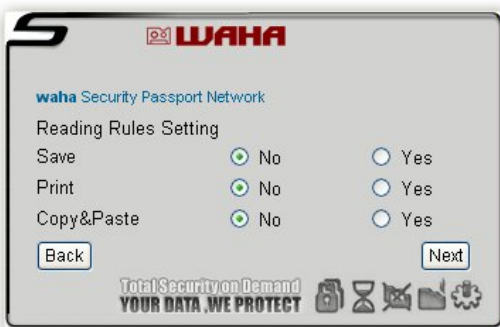 S WAHA
waha Security Passport Network
Reading Rules Setting
Save No Yes
Print No Yes
Copy&Paste No Yes
Back Next
Total Security on Demand
YOUR DATA .WE PROTECT